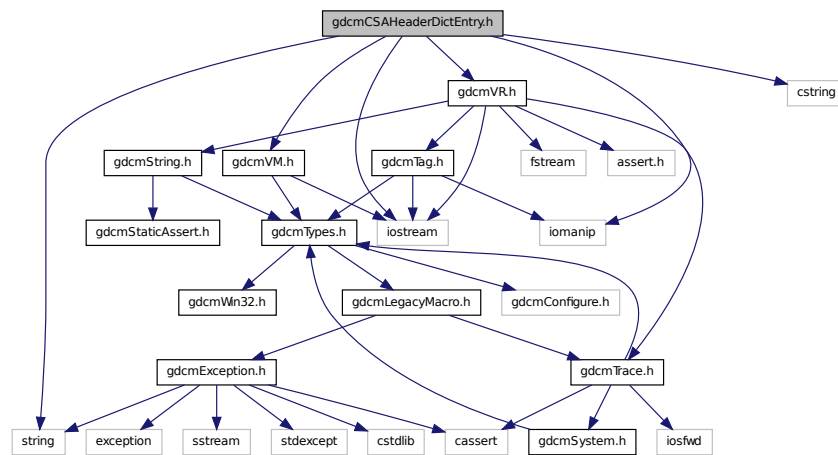 gdcmCSAHeaderDictEntry.h
gdcmVR.h
cstring
gdcmString.h
gdcmVM.h
gdcmTag.h
fstream
assert.h
gdcmStaticAssert.h
gdcmTypes.h
iostream
iomanip
gdcmWin32.h
gdcmLegacyMacro.h
gdcmConfigure.h
gdcmException.h
gdcmTrace.h
string
exception
sstream
stdexcept
cstdlib
cassert
gdcmSystem.h
iosfwd